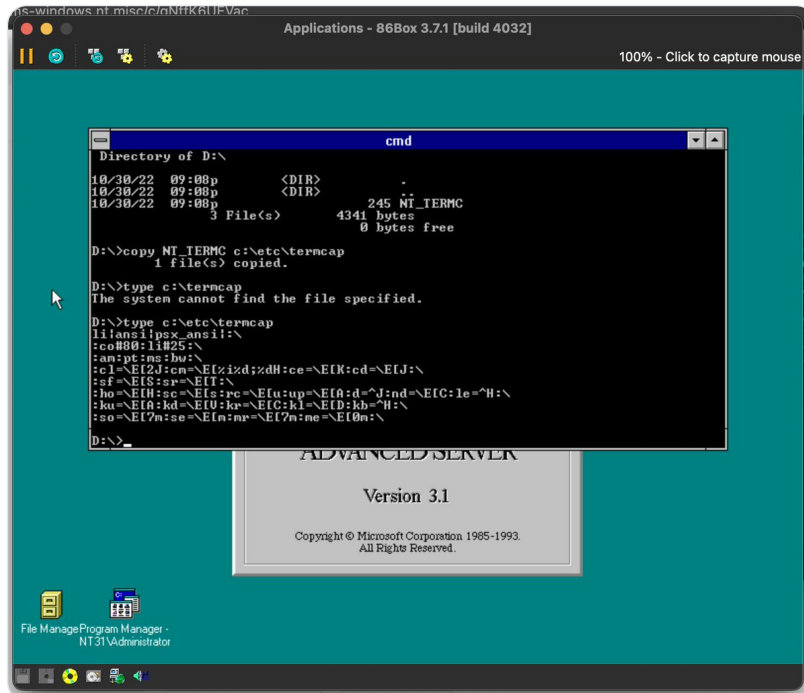 ms-windows.nt.misc/c/gNffK6UEVac
Applications - 86Box 3.7.1 [build 4032]
100% - Click to capture mouse
cmd
Directory of D:\
10/30/22 09:08p <DIR> .
10/30/22 09:08p <DIR> ..
10/30/22 09:08p 245 NT_TERMC
3 File(s) 4341 bytes
0 bytes free
D:\>copy NT_TERMC c:\etc\termcap
1 file(s) copied.
D:\>type c:\termcap
The system cannot find the file specified.
D:\>type c:\etc\termcap
li|ansi|psx_ansi|:\
:co#80:li#25:\
:am:pt:ms:bw:\
:cl=\E[2J:cm=\E[%i%d;%dH:ce=\E[K:cd=\E[J:\
:sf=\E[S:sr=\E[T:\
:ho=\E[H:sc=\E[s:rc=\E[u:up=\E[A:d=^J:nd=\E[C:le=^H:\
:ku=\E[A:kd=\E[V:kr=\E[C:kl=\E[D:kb=^H:\
:so=\E[7m:se=\E[m:mr=\E[7m:me=\E[0m:\
D:\>_
ADVANCED SERVER
Version 3.1
Copyright © Microsoft Corporation 1985-1993.
All Rights Reserved.
File Manage
Program Manager -
NT31\Administrator